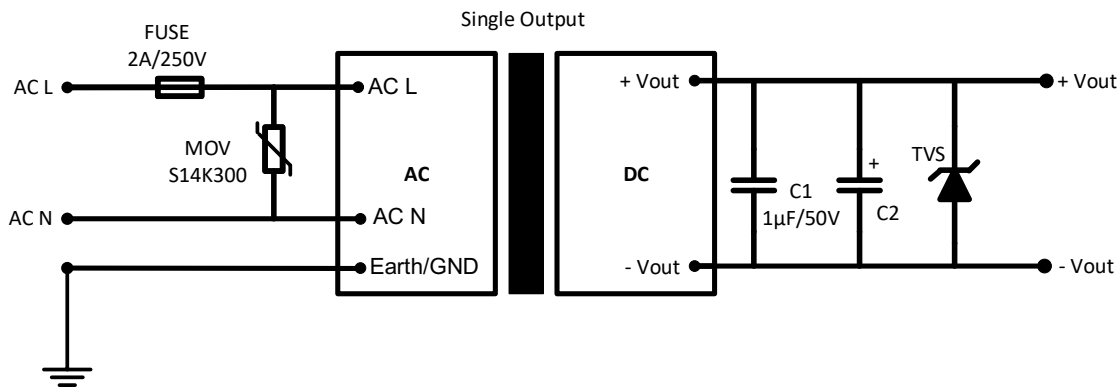 Single Output
FUSE
2A/250V
AC L
AC L
MOV
S14K300
AC
AC N
AC N
Earth/GND
+ Vout
+ Vout
DC
C1
1µF/50V
+
C2
TVS
- Vout
- Vout